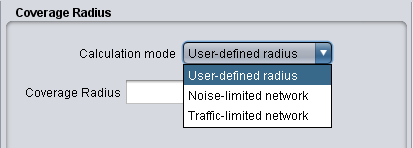 Coverage Radius
Calculation mode User-defined radius
User-defined radius
Coverage Radius Noise-limited network
Traffic-limited network